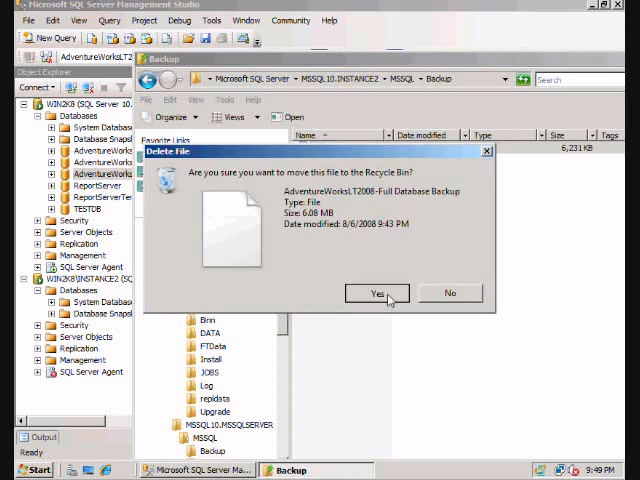 Microsoft SQL Server Management Studio
File Edit View Query Project Debug Tools Window Community Help
New Query
AdventureWorksLT2
Backup
Object Explorer
Microsoft SQL Server MSSQL10.INSTANCE2 MSSQL Backup Search
Connect
File Edit View Tools Help
WIN2K8 (SQL Server 10.
Organize Views Open
Databases
System Databas
Favorite Links
Name Date modified Type Size Tags
Database Snaps
6,231 KB
AdventureWork
Delete File
AdventureWork
AdventureWork
Are you sure you want to move this file to the Recycle Bin?
ReportServer
AdventureWorksLT2008-Full Database Backup
ReportServerTer
Type: File
TESTDB
Size: 6.08 MB
Security
Date modified: 8/6/2008 9:43 PM
Server Objects
Replication
Management
SQL Server Agent
WIN2K8\INSTANCE2 (SQ
Databases
Yes No
System Databas
Database Snaps
Security
Binn
Server Objects
DATA
Replication
FTData
Management
Install
SQL Server Agent
JOBS
Log
repldata
Upgrade
MSSQL10.MSSQLSERVER
Output
MSSQL
Ready
Backup
Start Microsoft SQL Server Ma... Backup 9:49 PM